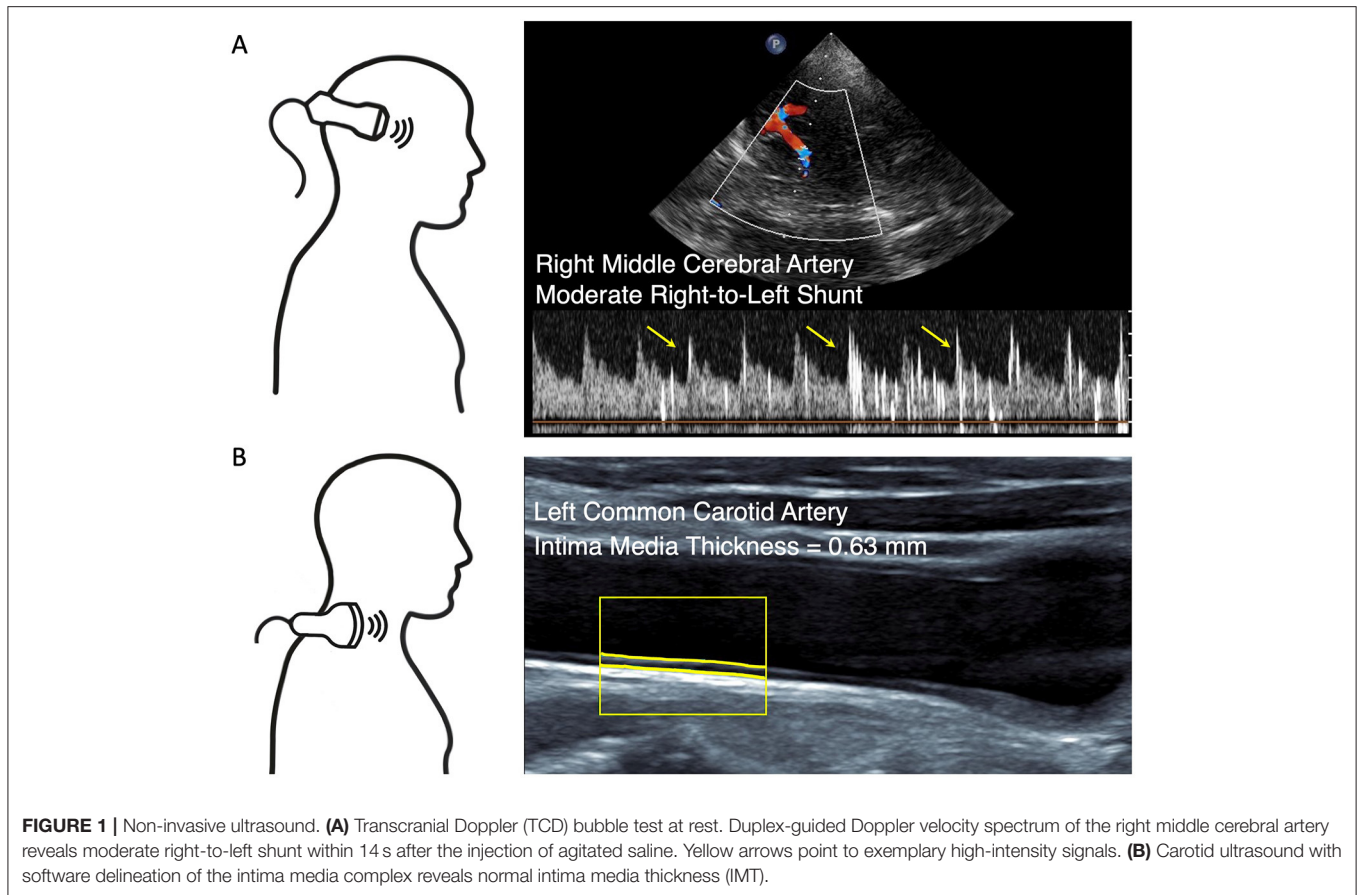 A
P
Right Middle Cerebral Artery
Moderate Right-to-Left Shunt
B
Left Common Carotid Artery
Intima Media Thickness = 0.63 mm
FIGURE 1 | Non-invasive ultrasound. (A) Transcranial Doppler (TCD) bubble test at rest. Duplex-guided Doppler velocity spectrum of the right middle cerebral artery
reveals moderate right-to-left shunt within 14 s after the injection of agitated saline. Yellow arrows point to exemplary high-intensity signals. (B) Carotid ultrasound with
software delineation of the intima media complex reveals normal intima media thickness (IMT).